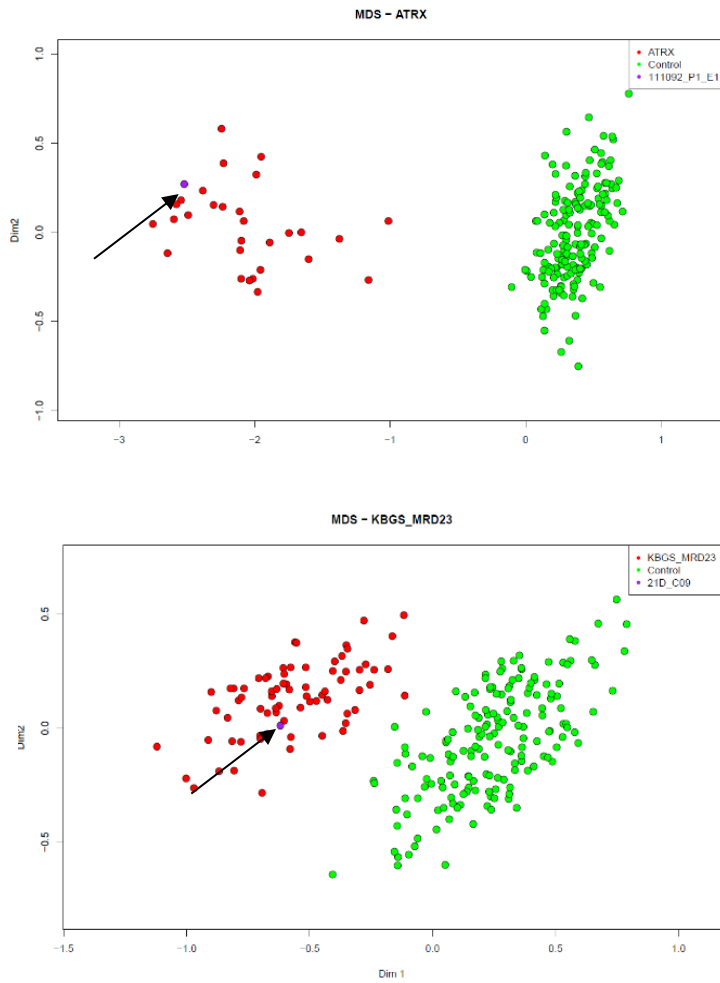 MDS − ATRX
ATRX
Control
111092_P1_E1
1.0
0.5
0.0
−0.5
−1.0
Dim2
−3
−2
−1
0
1
MDS − KBGS_MRD23
KBGS_MRD23
Control
21D_C09
0.5
0.0
−0.5
Dim2
−1.5
−1.0
−0.5
0.0
0.5
1.0
Dim 1